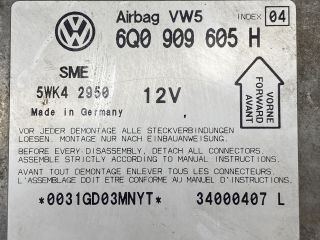 Airbag VW5 INDEX 04
6Q0 909 605 H
SME
5WK4 2950 12V
Made in Germany
VORNE
FORWARD
AVANT
VOR JEDER DEMONTAGE ALLE STECKVERBINDUNGEN
LOESEN. MONTAGE NUR NACH EINBAUANWEISUNG.
BEFORE EVERY DISASSEMBLY, DETACH ALL CONNECTORS.
REASSEMBLE ACCORDING TO MANUAL INSTRUCTIONS.
AVANT TOUT DEMONTAGE ENLEVER TOUS LES CONNECTEURS.
L'ASSEMBLAGE DOIT ETRE CONFORME AU MANUEL D'INSTRUCTIONS.
*0031GD03MNYT* 34000407 L